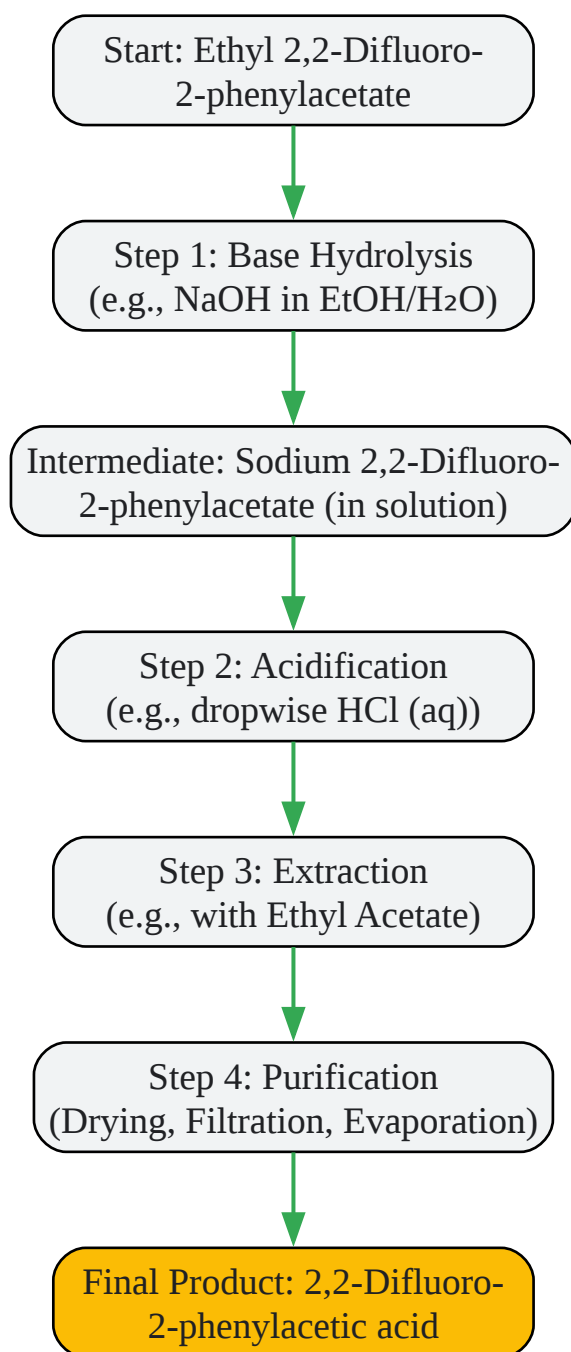 Start: Ethyl 2,2-Difluoro-
2-phenylacetate
Step 1: Base Hydrolysis
(e.g., NaOH in EtOH/H₂O)
Intermediate: Sodium 2,2-Difluoro-
2-phenylacetate (in solution)
Step 2: Acidification
(e.g., dropwise HCl (aq))
Step 3: Extraction
(e.g., with Ethyl Acetate)
Step 4: Purification
(Drying, Filtration, Evaporation)
Final Product: 2,2-Difluoro-
2-phenylacetic acid